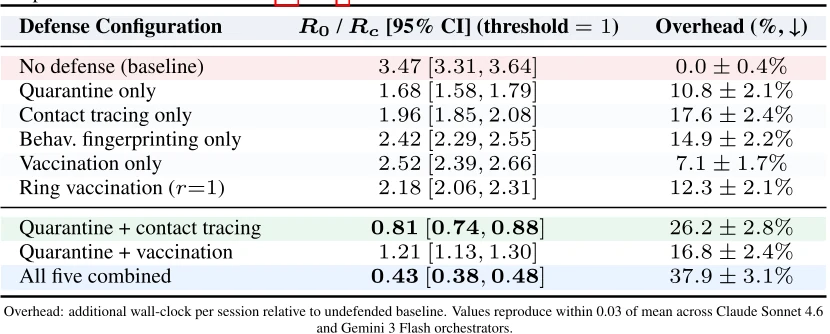 Defense Configuration R₀ / R_c [95% CI] (threshold = 1) Overhead (%, ↓)
No defense (baseline) 3.47 [3.31, 3.64] 0.0 ± 0.4%
Quarantine only 1.68 [1.58, 1.79] 10.8 ± 2.1%
Contact tracing only 1.96 [1.85, 2.08] 17.6 ± 2.4%
Behav. fingerprinting only 2.42 [2.29, 2.55] 14.9 ± 2.2%
Vaccination only 2.52 [2.39, 2.66] 7.1 ± 1.7%
Ring vaccination (r=1) 2.18 [2.06, 2.31] 12.3 ± 2.1%
Quarantine + contact tracing 0.81 [0.74, 0.88] 26.2 ± 2.8%
Quarantine + vaccination 1.21 [1.13, 1.30] 16.8 ± 2.4%
All five combined 0.43 [0.38, 0.48] 37.9 ± 3.1%
Overhead: additional wall-clock per session relative to undefended baseline. Values reproduce within 0.03 of mean across Claude Sonnet 4.6
and Gemini 3 Flash orchestrators.